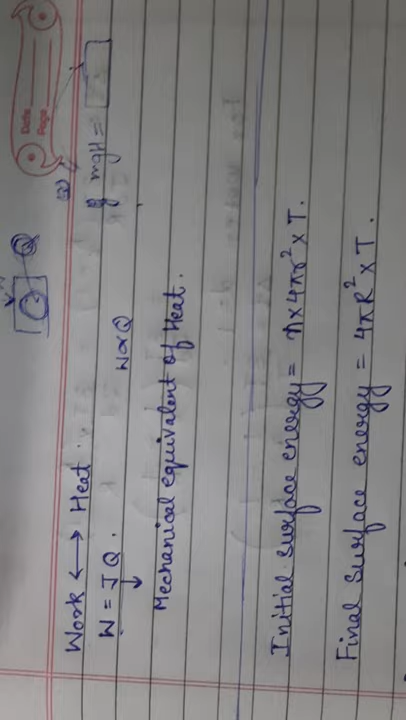 Date
Page
Work <--> Heat
W = JQ.
W α Q
mgH =
Mechanical equivalent of Heat.
Initial surface energy = n×4πr²×T.
Final surface energy = 4πR²×T.